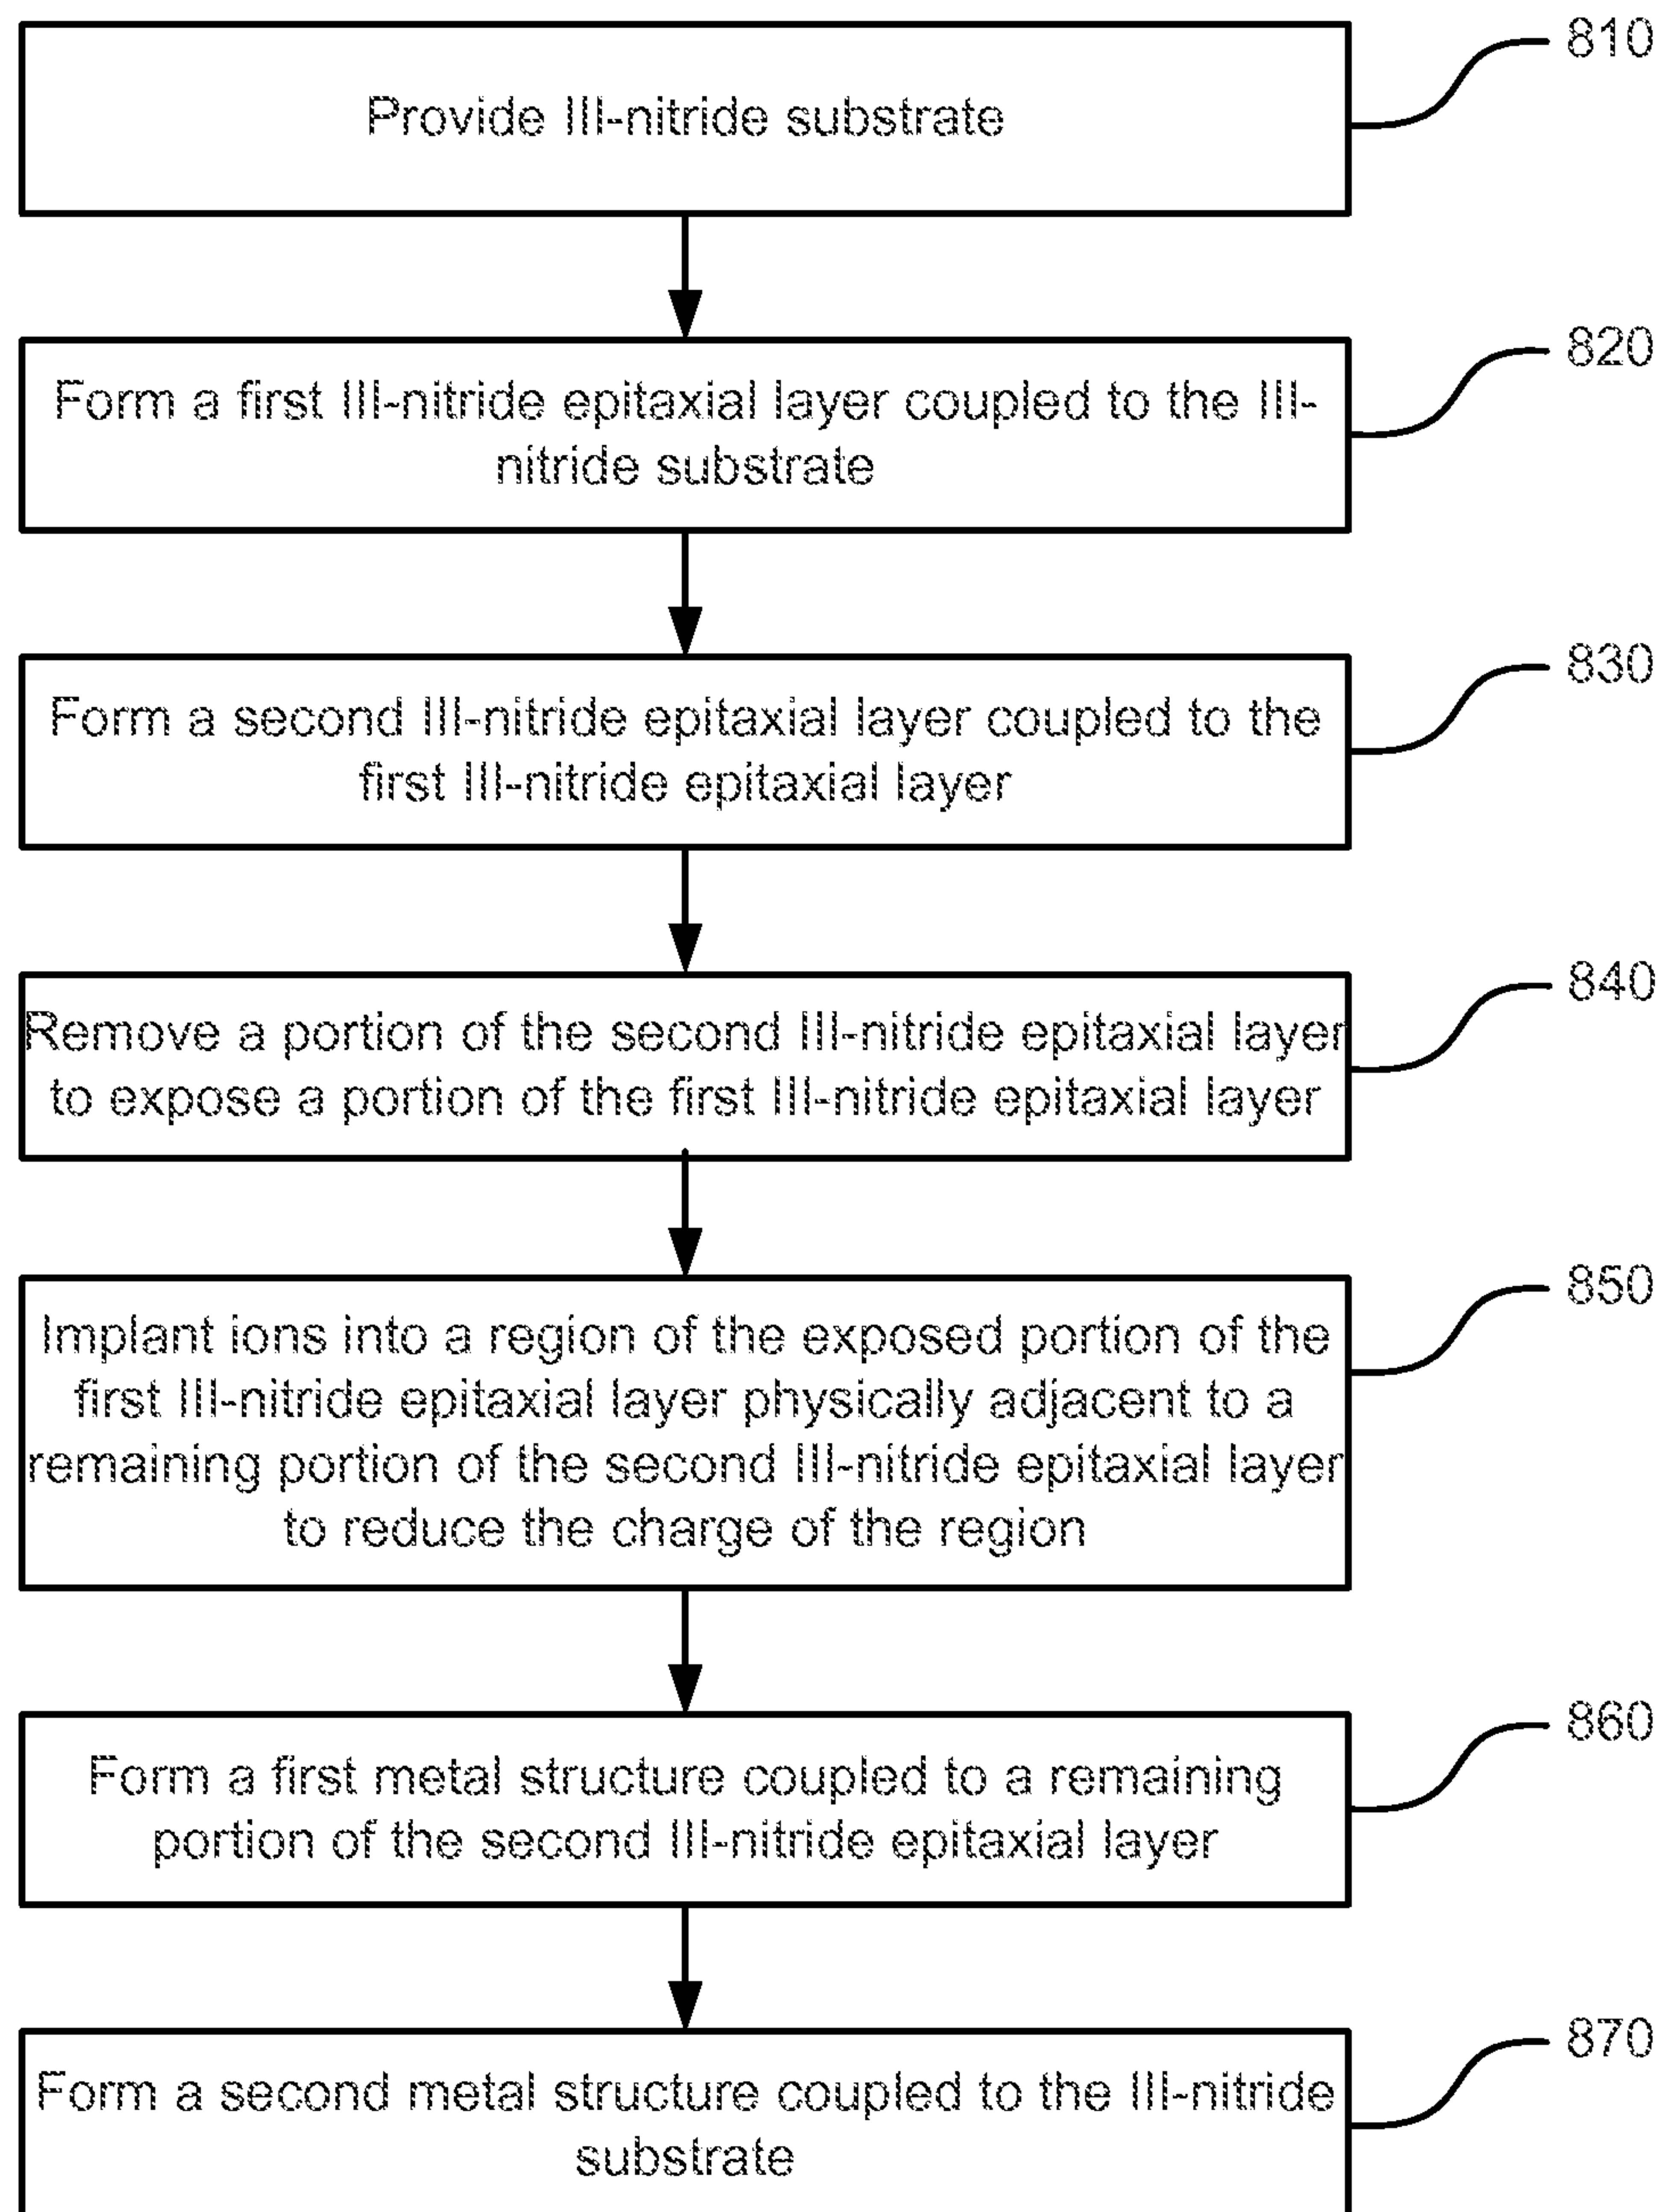 810
Provide III-nitride substrate
820
Form a first III-nitride epitaxial layer coupled to the III-
nitride substrate
830
Form a second III-nitride epitaxial layer coupled to the
first III-nitride epitaxial layer
840
Remove a portion of the second III-nitride epitaxial layer
to expose a portion of the first III-nitride epitaxial layer
850
Implant ions into a region of the exposed portion of the
first III-nitride epitaxial layer physically adjacent to a
remaining portion of the second III-nitride epitaxial layer
to reduce the charge of the region
860
Form a first metal structure coupled to a remaining
portion of the second III-nitride epitaxial layer
870
Form a second metal structure coupled to the III-nitride
substrate